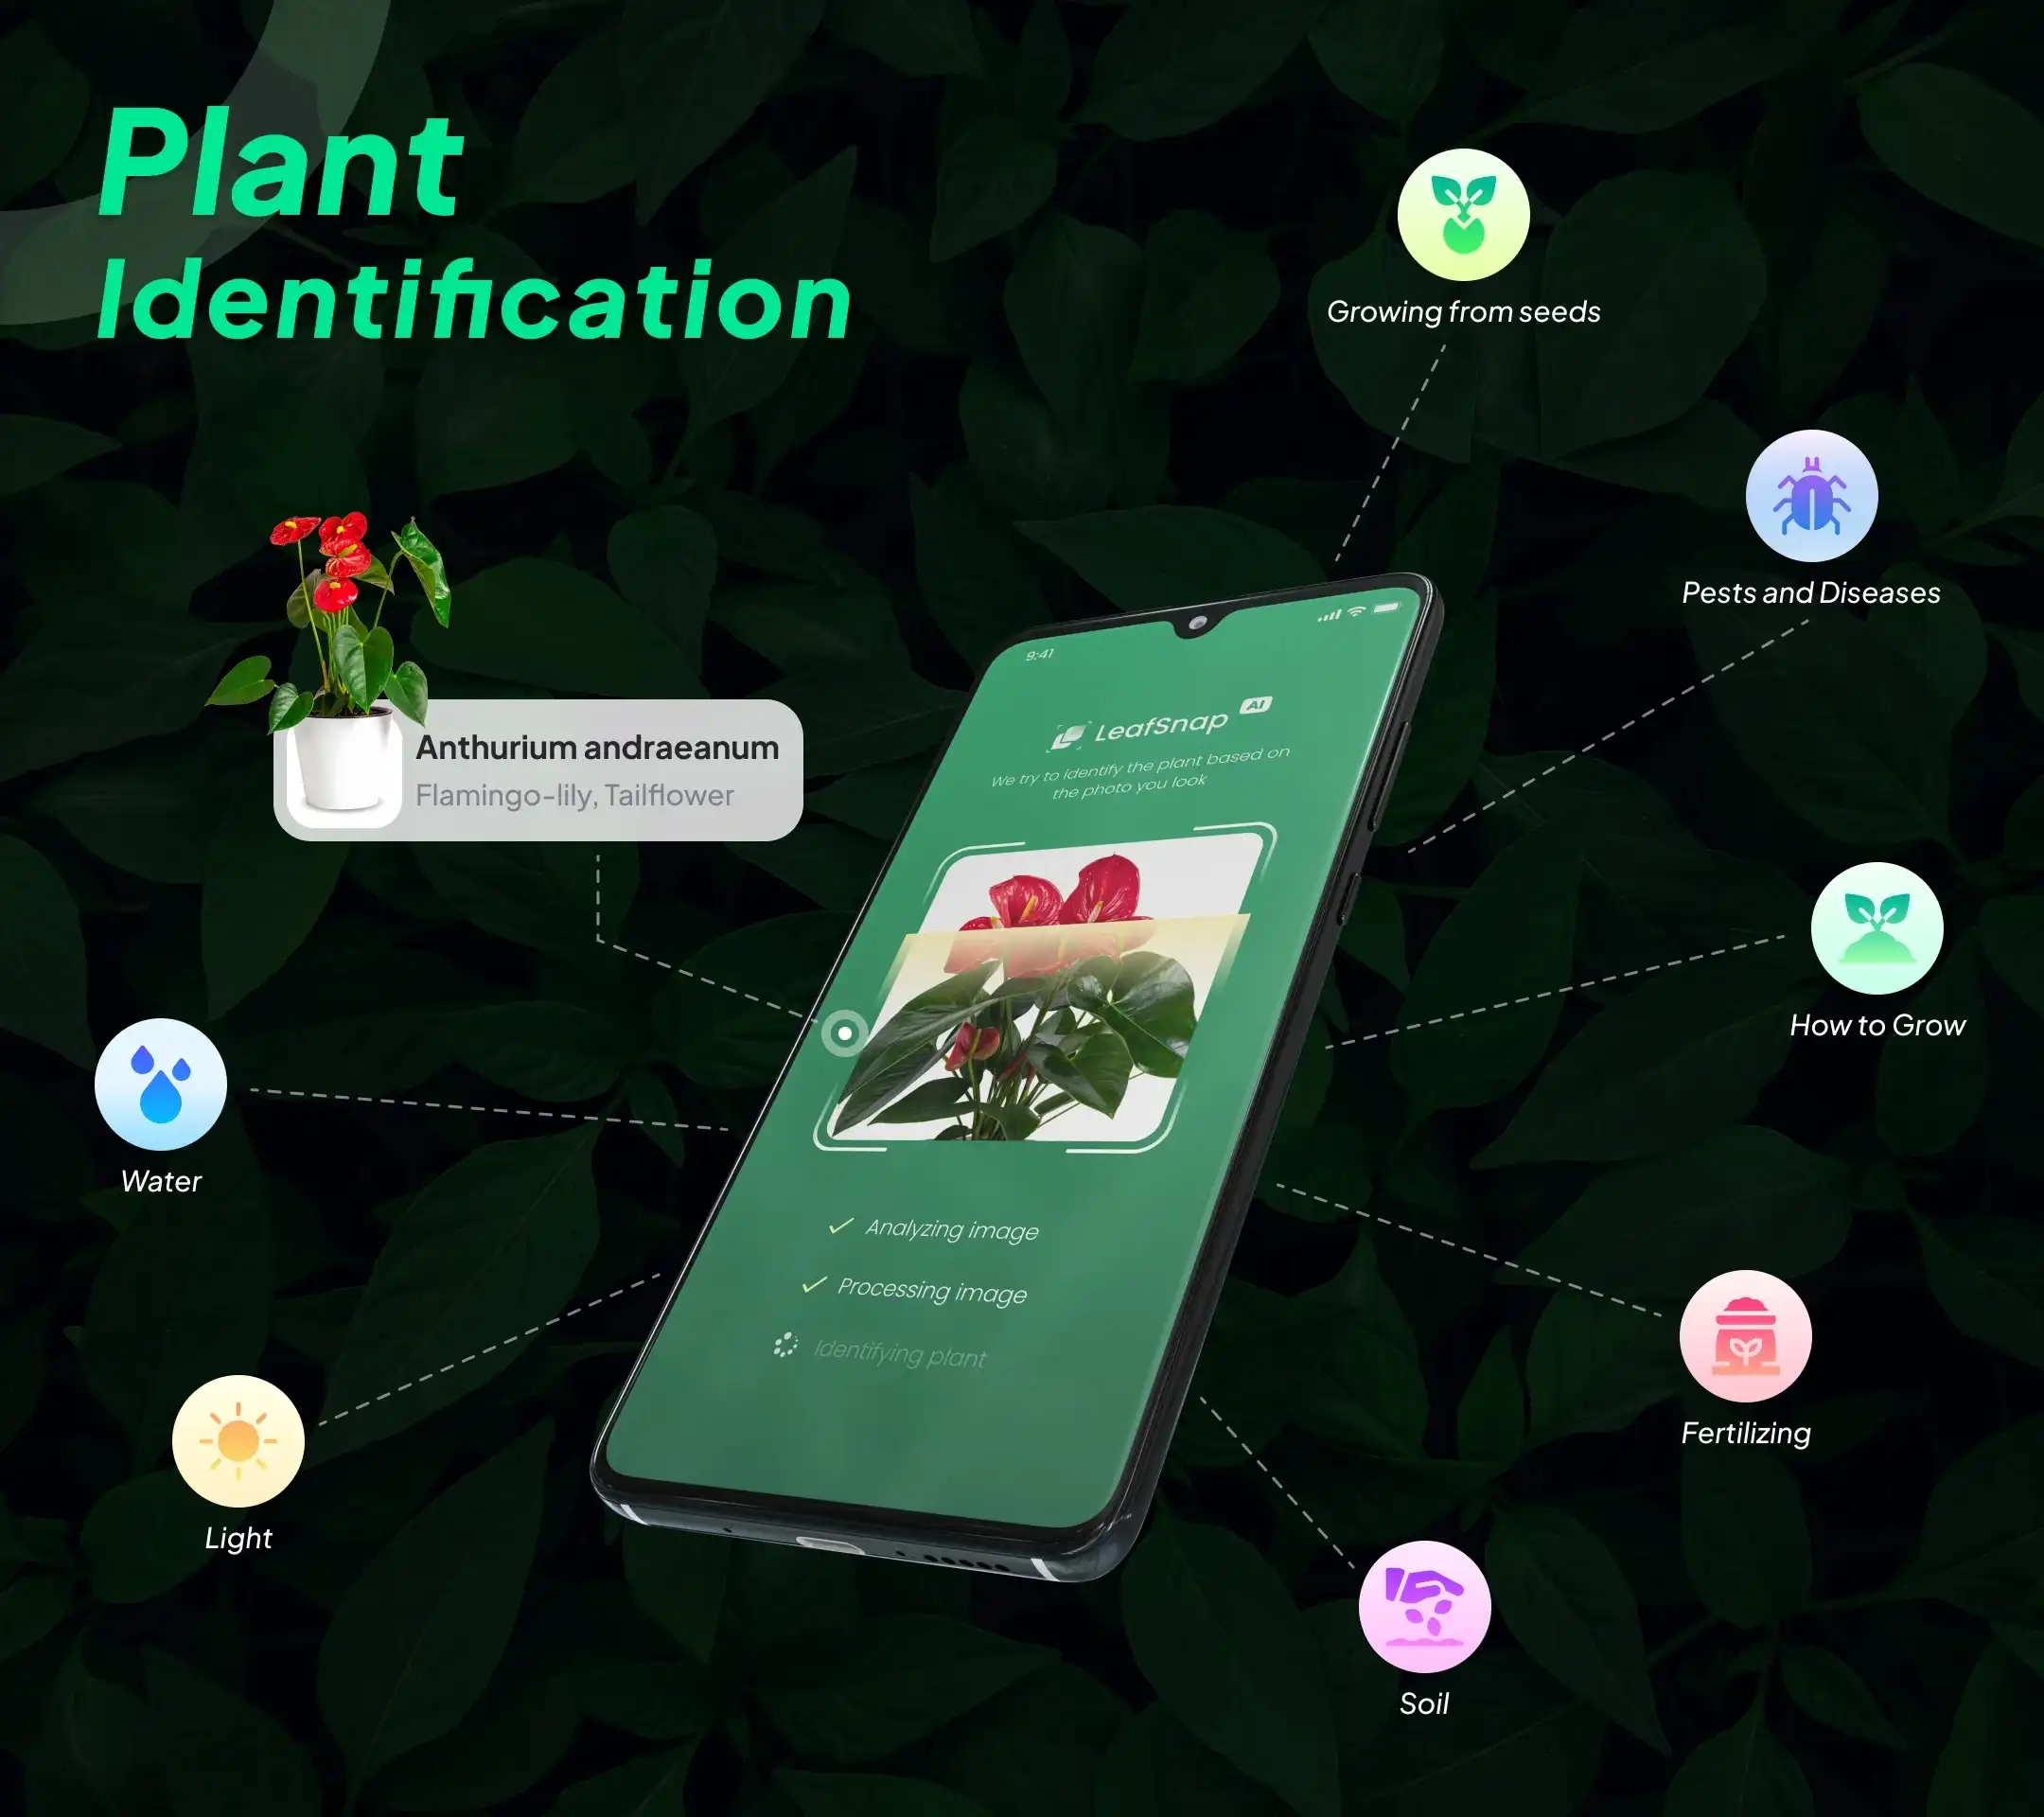 Plant
Identification
Growing from seeds
Pests and Diseases
9:41
LeafSnap AI
We try to identify the plant based on
the photo you look
Anthurium andraeanum
Flamingo-lily, Tailflower
How to Grow
Water
Analyzing image
Processing image
Identifying plant
Fertilizing
Light
Soil